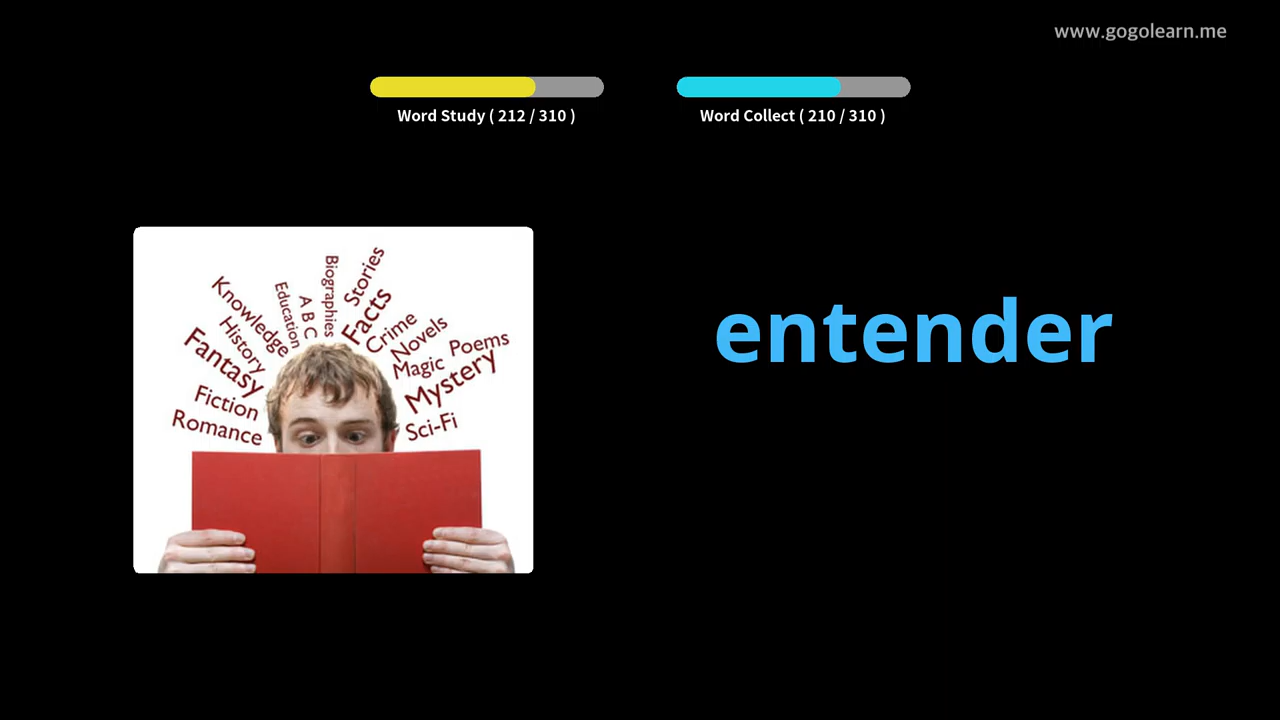 www.gogolearn.me
Word Study ( 212 / 310 )
Word Collect ( 210 / 310 )
entender
Biographies
Stories
Education
A B C
Facts
Knowledge
Crime
Novels
History
Poems
Fantasy
Magic
Mystery
Fiction
Sci-Fi
Romance